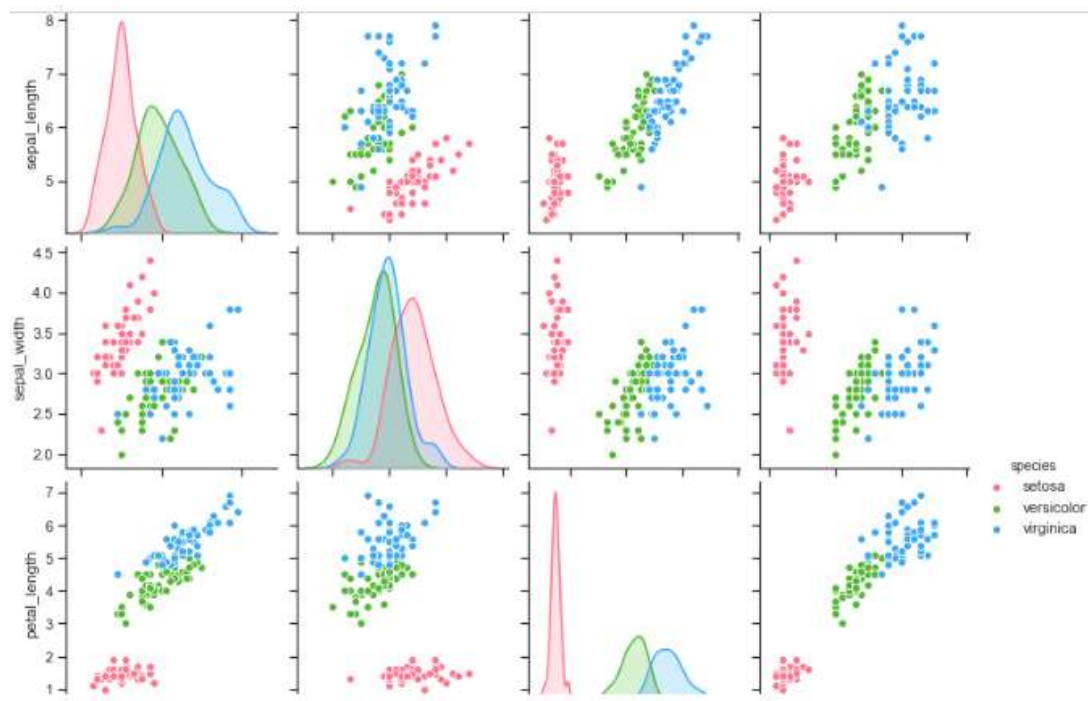 8
7
6
5
sepal_length
4.5
4.0
3.5
3.0
2.5
2.0
sepal_width
species
setosa
versicolor
virginica
7
6
5
4
3
2
1
petal_length